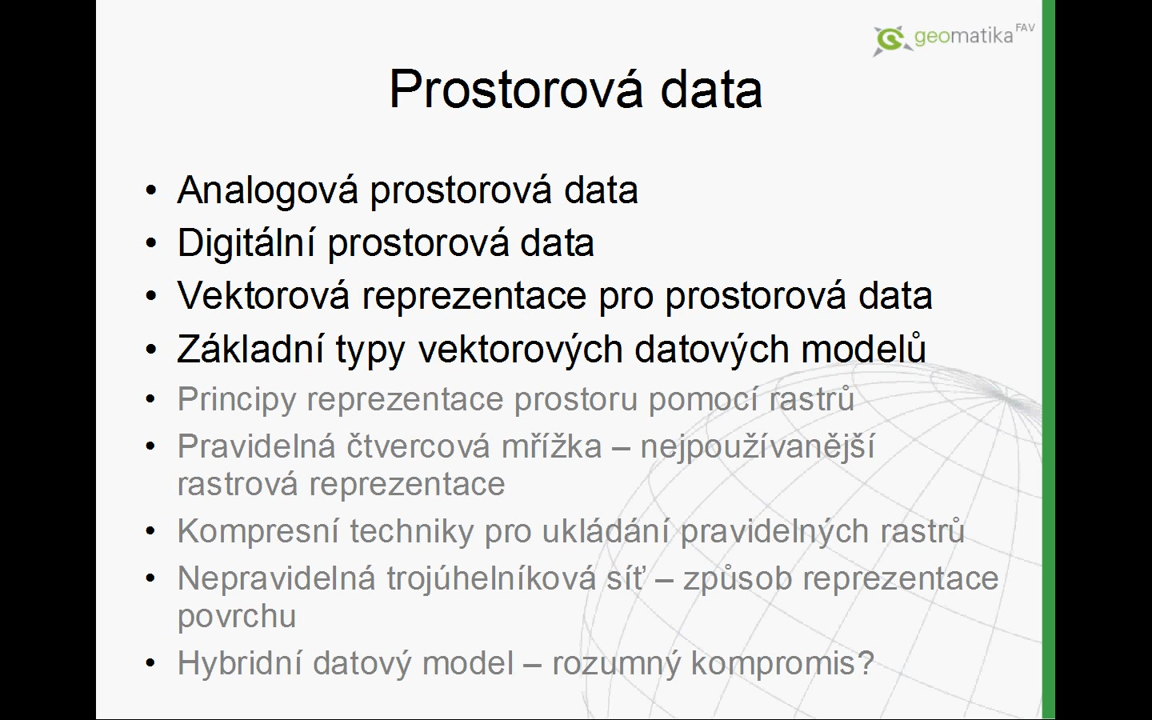 geomatika FAV
Prostorová data
• Analogová prostorová data
• Digitální prostorová data
• Vektorová reprezentace pro prostorová data
• Základní typy vektorových datových modelů
• Principy reprezentace prostoru pomocí rastrů
• Pravidelná čtvercová mřížka – nejpoužívanější
rastrová reprezentace
• Kompresní techniky pro ukládání pravidelných rastrů
• Nepravidelná trojúhelníková síť – způsob reprezentace
povrchu
• Hybridní datový model – rozumný kompromis?